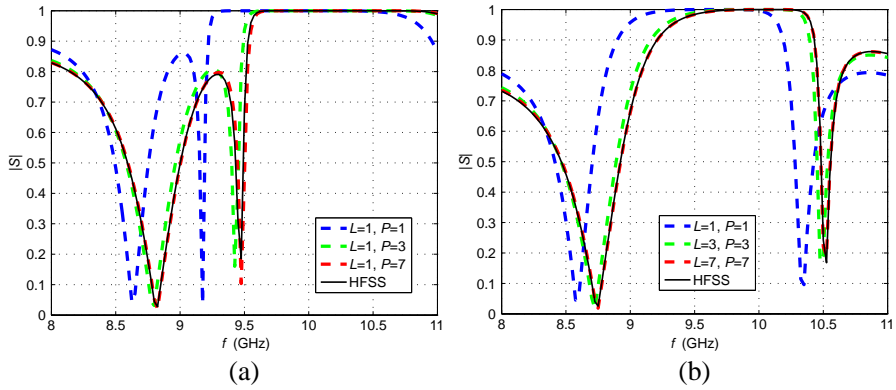 1
0.9
0.8
0.7
0.6
0.5
0.4
0.3
0.2
0.1
0
|S|
8
8.5
9
9.5
10
10.5
11
f (GHz)
L=1, P=1
L=1, P=3
L=1, P=7
HFSS
(a)
1
0.9
0.8
0.7
0.6
0.5
0.4
0.3
0.2
0.1
0
|S|
8
8.5
9
9.5
10
10.5
11
f (GHz)
L=1, P=1
L=3, P=3
L=7, P=7
HFSS
(b)